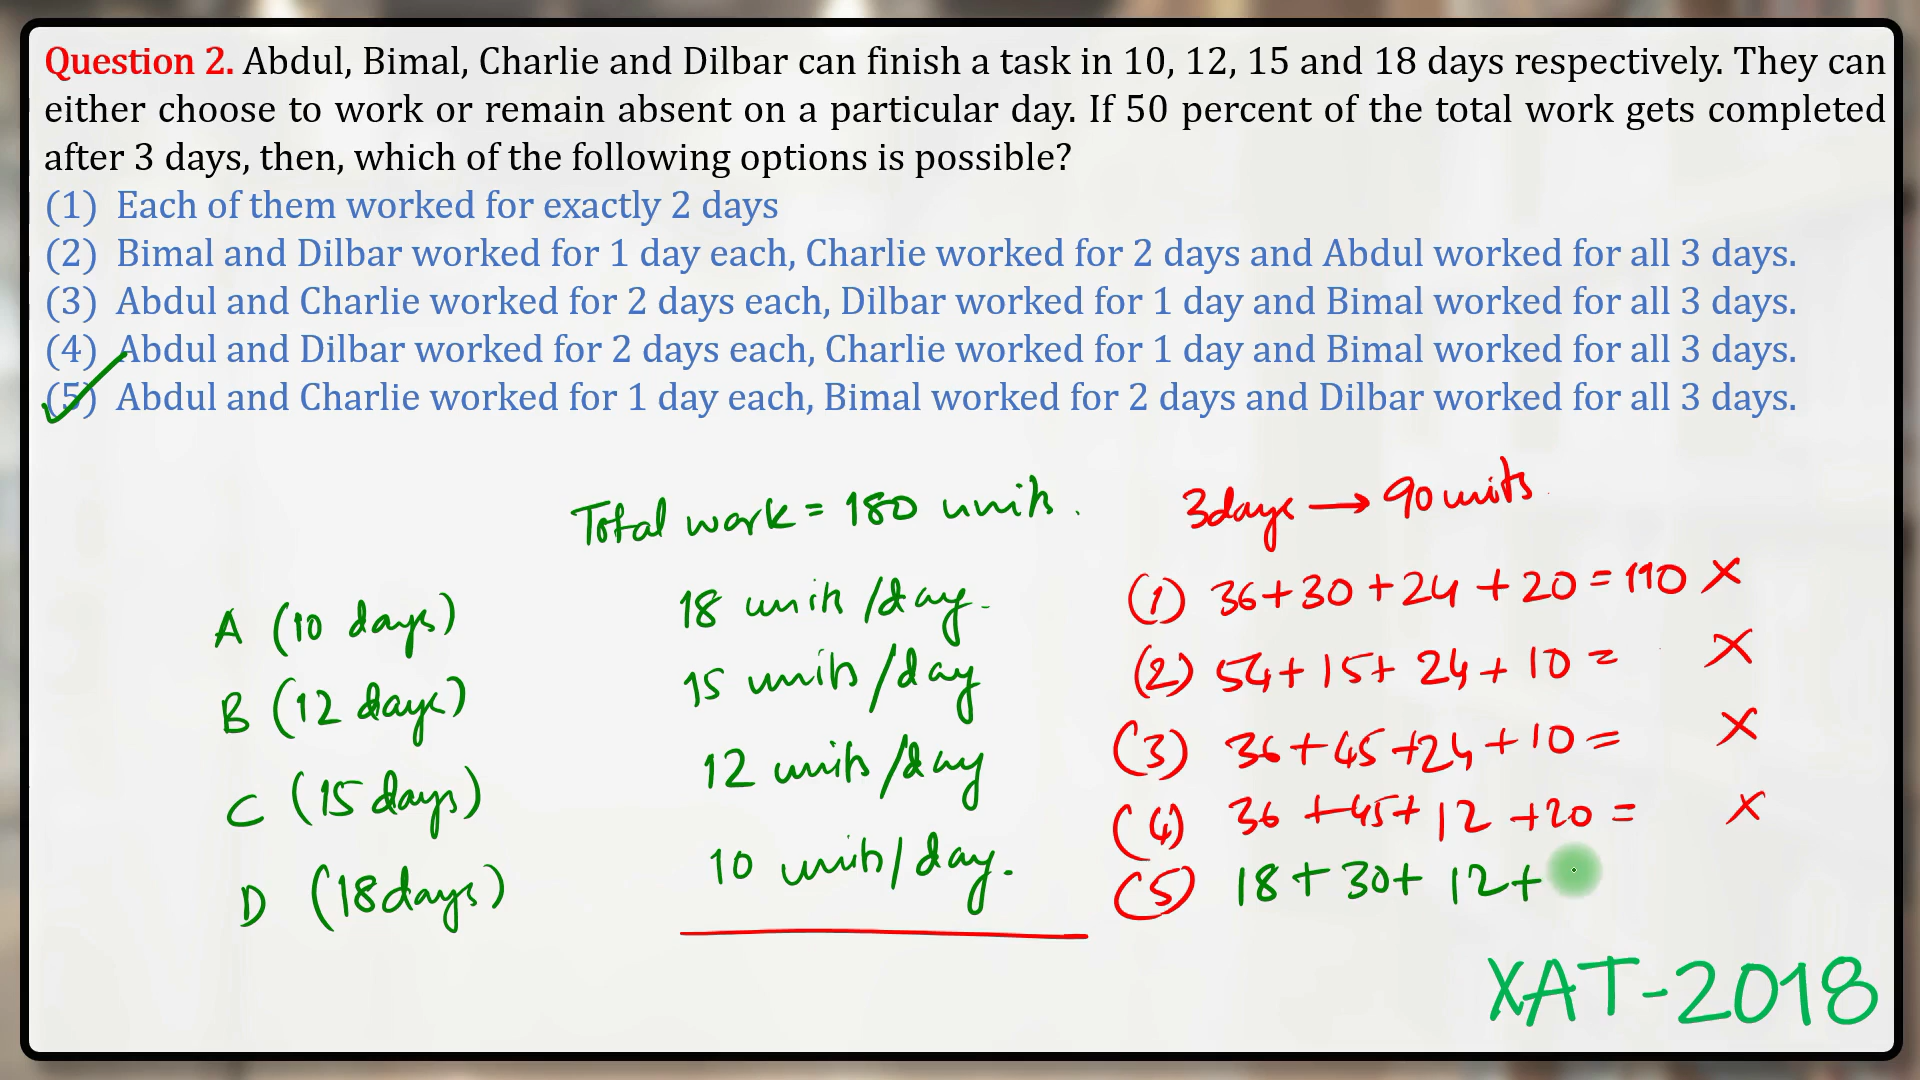 Question 2. Abdul, Bimal, Charlie and Dilbar can finish a task in 10, 12, 15 and 18 days respectively. They can
either choose to work or remain absent on a particular day. If 50 percent of the total work gets completed
after 3 days, then, which of the following options is possible?
(1) Each of them worked for exactly 2 days
(2) Bimal and Dilbar worked for 1 day each, Charlie worked for 2 days and Abdul worked for all 3 days.
(3) Abdul and Charlie worked for 2 days each, Dilbar worked for 1 day and Bimal worked for all 3 days.
(4) Abdul and Dilbar worked for 2 days each, Charlie worked for 1 day and Bimal worked for all 3 days.
(5) Abdul and Charlie worked for 1 day each, Bimal worked for 2 days and Dilbar worked for all 3 days.
Total work = 180 units.
3days → 90 units
A (10 days) 18 units/day.
B (12 days) 15 units/day
C (15 days) 12 units/day
D (18 days) 10 units/day.
(1) 36+30+24+20=110 X
(2) 54+15+24+10= X
(3) 36+45+24+10= X
(4) 36+45+12+20= X
(5) 18+30+12+
XAT-2018